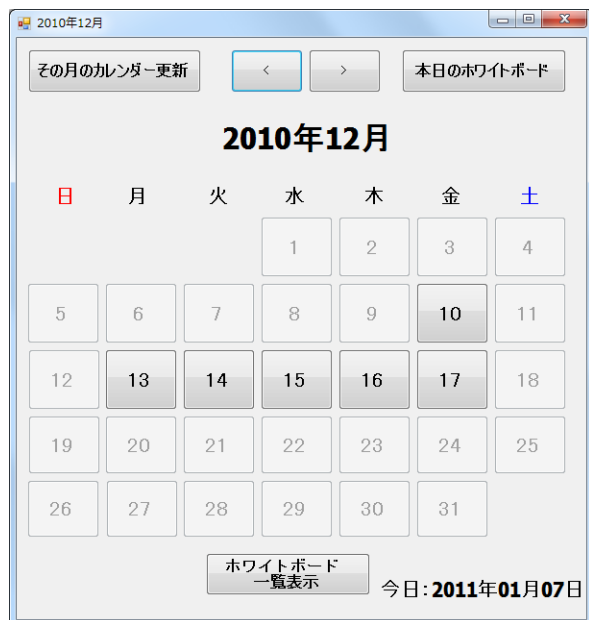 2010年12月
その月のカレンダー更新 < > 本日のホワイトボード
2010年12月
日 月 火 水 木 金 土
1 2 3 4
5 6 7 8 9 10 11
12 13 14 15 16 17 18
19 20 21 22 23 24 25
26 27 28 29 30 31
ホワイトボード
一覧表示
今日:2011年01月07日